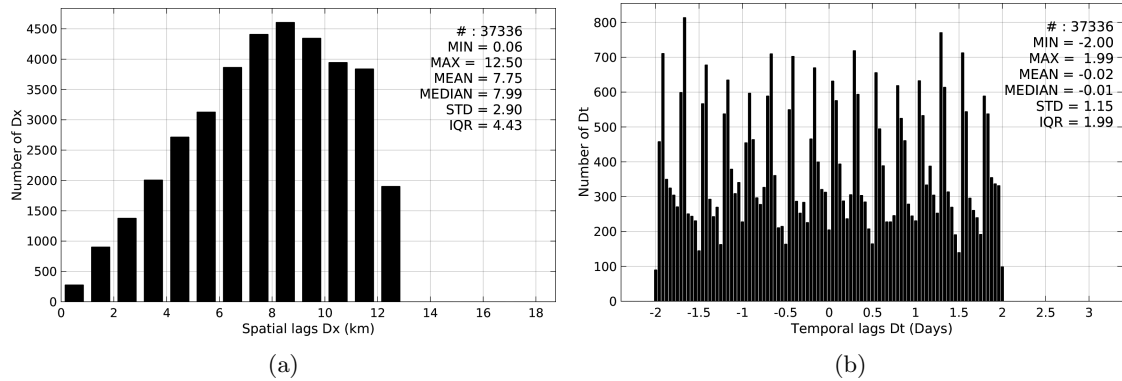 4500
4000
3500
3000
2500
2000
1500
1000
500
0
Number of Dx
# : 37336
MIN = 0.06
MAX = 12.50
MEAN = 7.75
MEDIAN = 7.99
STD = 2.90
IQR = 4.43
0 2 4 6 8 10 12 14 16 18
Spatial lags Dx (km)
(a)
800
700
600
500
400
300
200
100
0
Number of Dt
# : 37336
MIN = -2.00
MAX = 1.99
MEAN = -0.02
MEDIAN = -0.01
STD = 1.15
IQR = 1.99
-2 -1.5 -1 -0.5 0 0.5 1 1.5 2 2.5 3
Temporal lags Dt (Days)
(b)